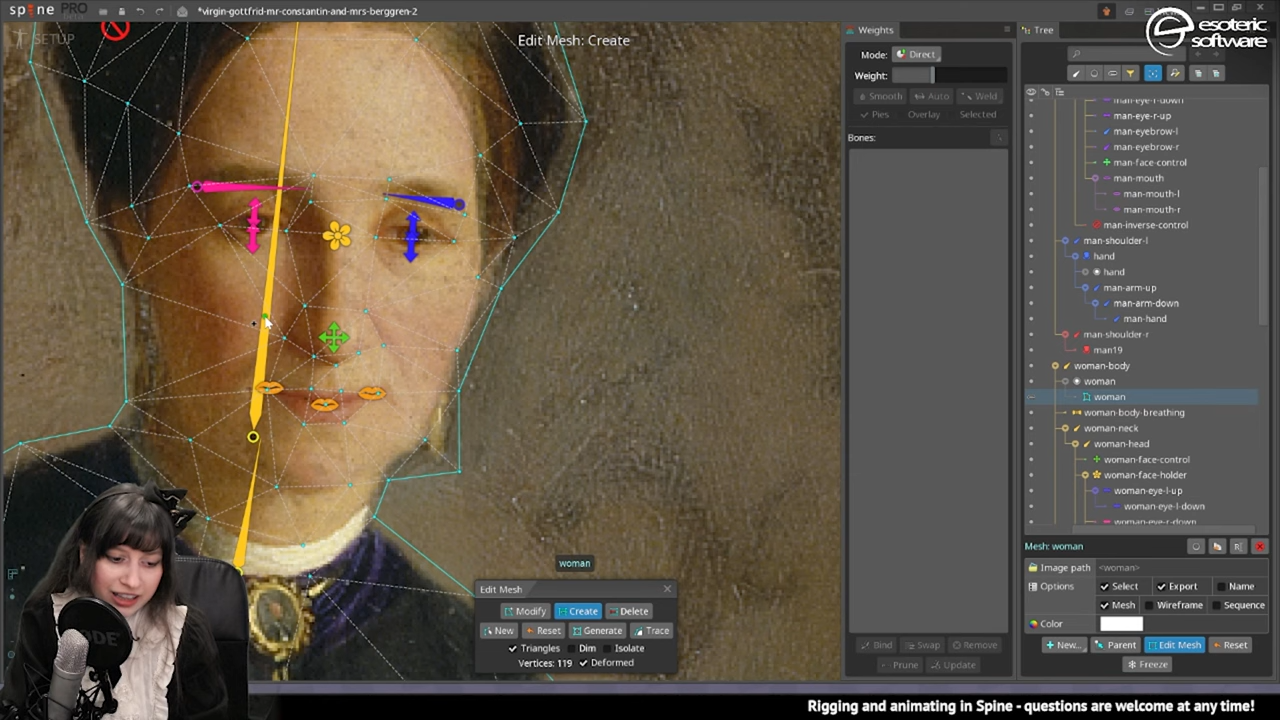 spine PRO
beta
*virgin-gottfrid-mr-constantin-and-mrs-berggren-2
esoteric
software
SETUP
Edit Mesh: Create
Weights
Tree
Mode: Direct
Weight:
Smooth Auto Weld
Pies Overlay Selected
Bones:
man-eye-r-down
man-eye-r-up
man-eyebrow-l
man-eyebrow-r
man-face-control
man-mouth
man-mouth-l
man-mouth-r
man-inverse-control
man-shoulder-l
hand
hand
man-arm-up
man-arm-down
man-hand
man-shoulder-r
man19
woman-body
woman
woman
woman-body-breathing
woman-neck
woman-head
woman-face-control
woman-face-holder
woman-eye-l-up
woman-eye-l-down
woman-eye-r-down
Bind Swap Remove
Prune Update
Mesh: woman
Image path <woman>
Options Select Export Name
Mesh Wireframe Sequence
Color
New... Parent Edit Mesh Reset
Freeze
woman
Edit Mesh
Modify Create Delete
New Reset Generate Trace
Triangles Dim Isolate
Vertices: 119 Deformed
Rigging and animating in Spine - questions are welcome at any time!